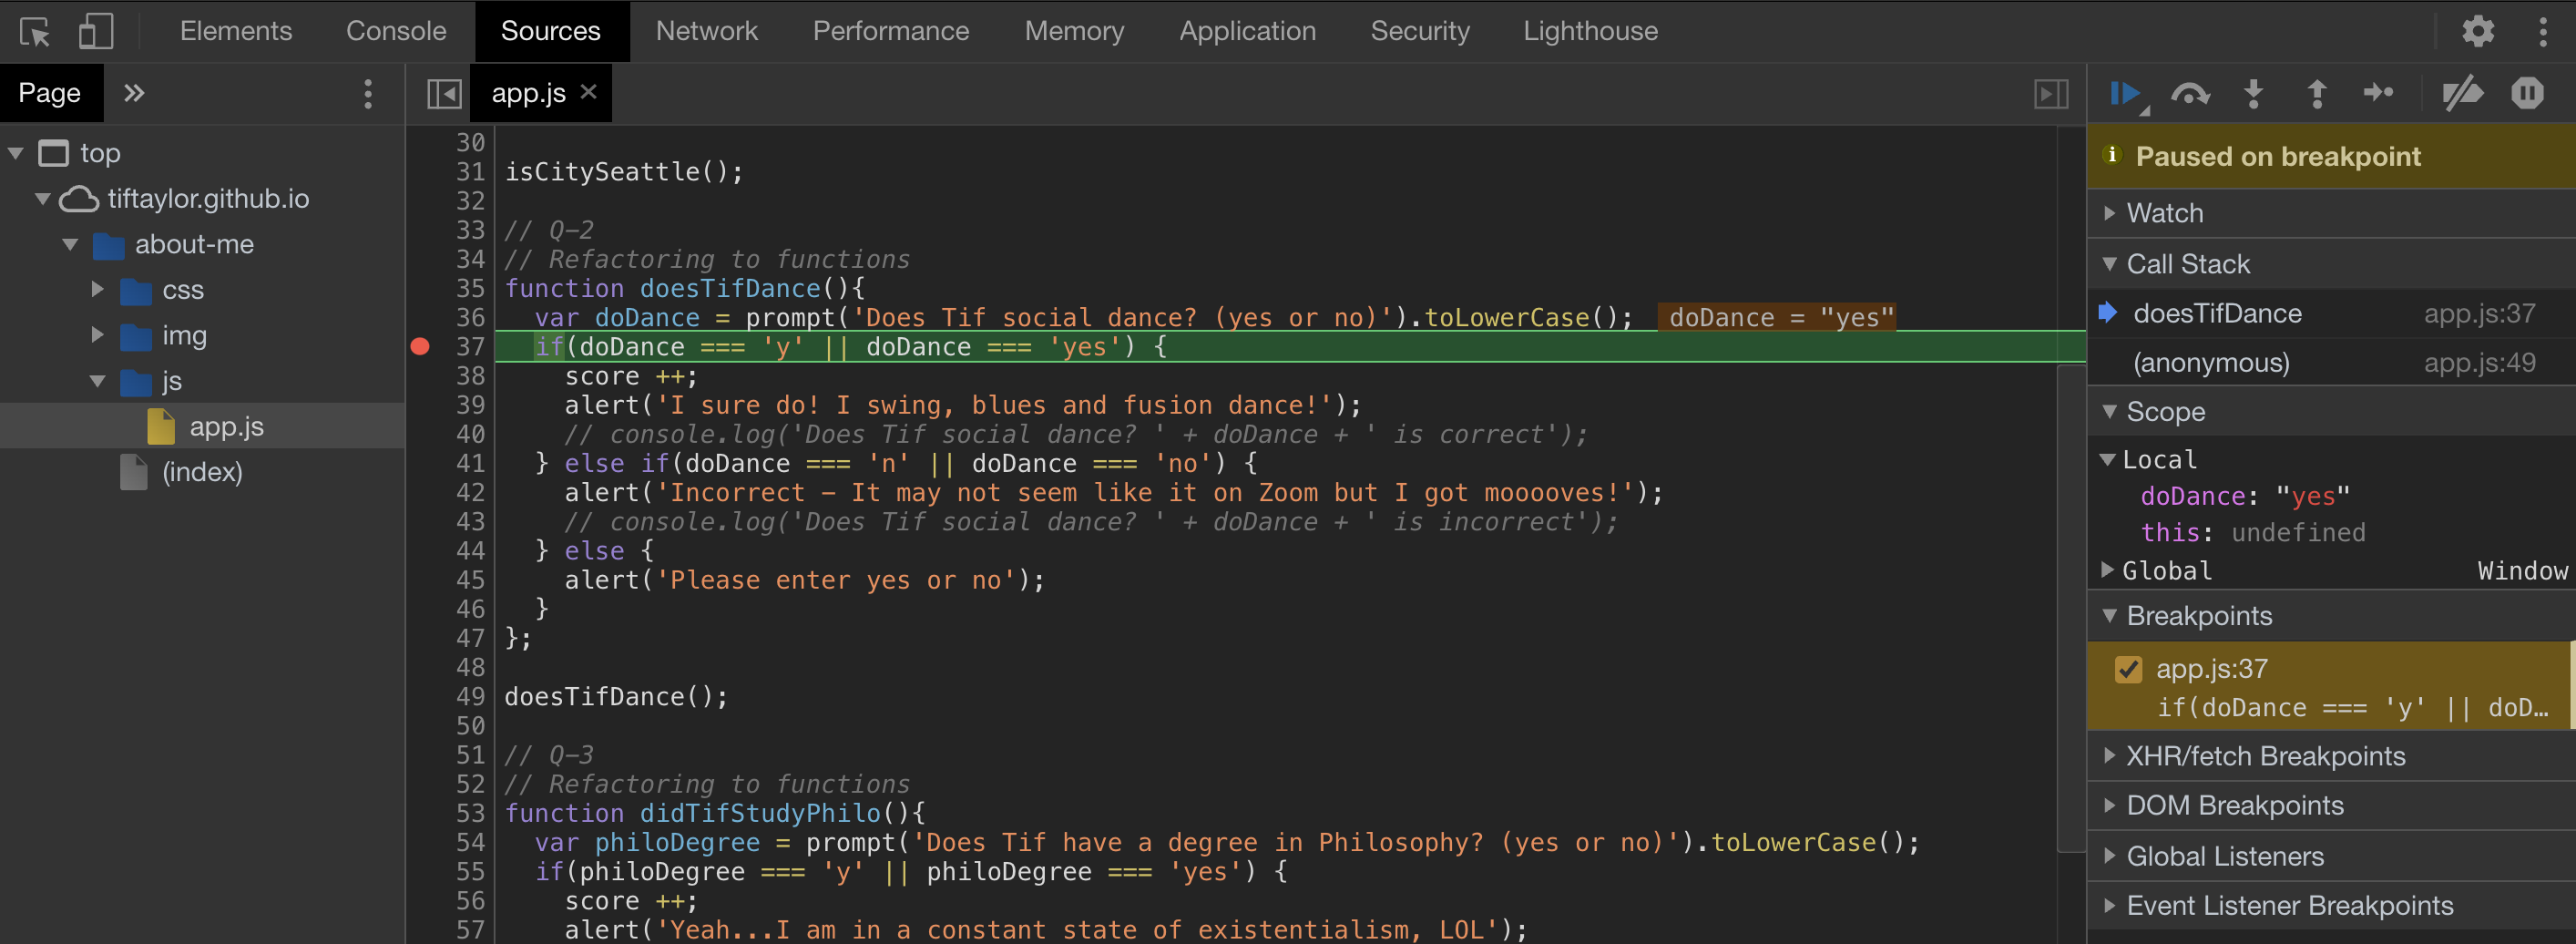 Elements Console Sources Network Performance Memory Application Security Lighthouse
Page
top
tiftaylor.github.io
about-me
css
img
js
app.js
(index)
app.js
30
31 isCitySeattle();
32
33 // Q-2
34 // Refactoring to functions
35 function doesTifDance(){
36 var doDance = prompt('Does Tif social dance? (yes or no)').toLowerCase(); doDance = "yes"
37 if(doDance === 'y' || doDance === 'yes') {
38 score ++;
39 alert('I sure do! I swing, blues and fusion dance!');
40 // console.log('Does Tif social dance? ' + doDance + ' is correct');
41 } else if(doDance === 'n' || doDance === 'no') {
42 alert('Incorrect - It may not seem like it on Zoom but I got mooooves!');
43 // console.log('Does Tif social dance? ' + doDance + ' is incorrect');
44 } else {
45 alert('Please enter yes or no');
46 }
47 };
48
49 doesTifDance();
50
51 // Q-3
52 // Refactoring to functions
53 function didTifStudyPhilo(){
54 var philoDegree = prompt('Does Tif have a degree in Philosophy? (yes or no)').toLowerCase();
55 if(philoDegree === 'y' || philoDegree === 'yes') {
56 score ++;
57 alert('Yeah...I am in a constant state of existentialism, LOL');
Paused on breakpoint
Watch
Call Stack
doesTifDance app.js:37
(anonymous) app.js:49
Scope
Local
doDance: "yes"
this: undefined
Global Window
Breakpoints
app.js:37
if(doDance === 'y' || doD…
XHR/fetch Breakpoints
DOM Breakpoints
Global Listeners
Event Listener Breakpoints